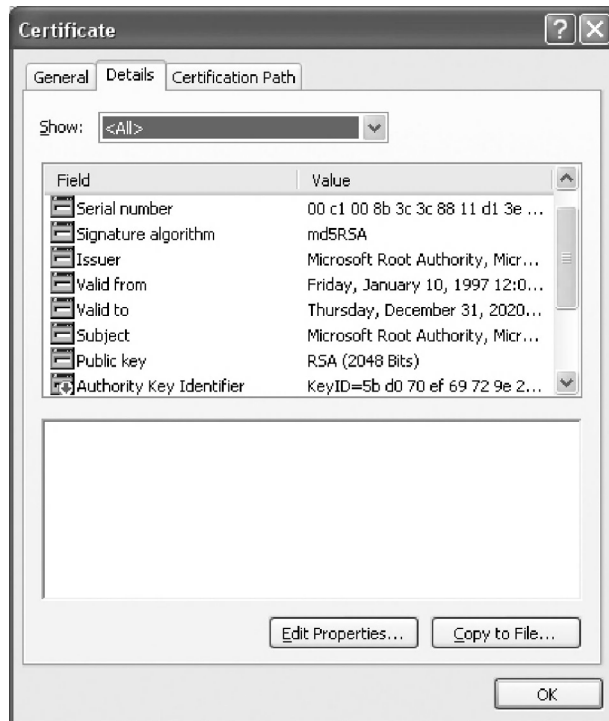 Certificate
General Details Certification Path
Show: <All>
Field Value
Serial number 00 c1 00 8b 3c 3c 88 11 d1 3e ...
Signature algorithm md5RSA
Issuer Microsoft Root Authority, Micr...
Valid from Friday, January 10, 1997 12:0...
Valid to Thursday, December 31, 2020...
Subject Microsoft Root Authority, Micr...
Public key RSA (2048 Bits)
Authority Key Identifier KeyID=5b d0 70 ef 69 72 9e 2...
Edit Properties... Copy to File...
OK